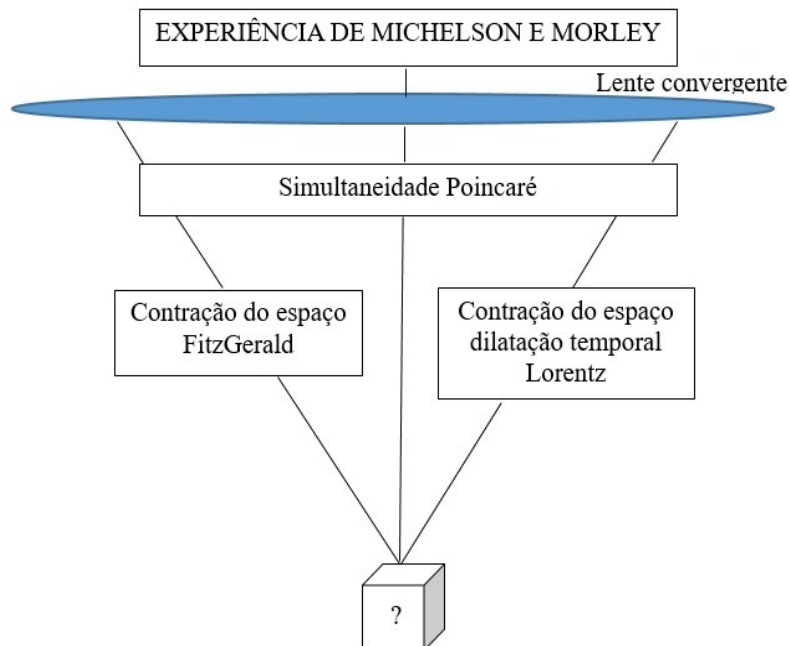 EXPERIÊNCIA DE MICHELSON E MORLEY
Lente convergente
Simultaneidade Poincaré
Contração do espaço
FitzGerald
Contração do espaço
dilatação temporal
Lorentz
?